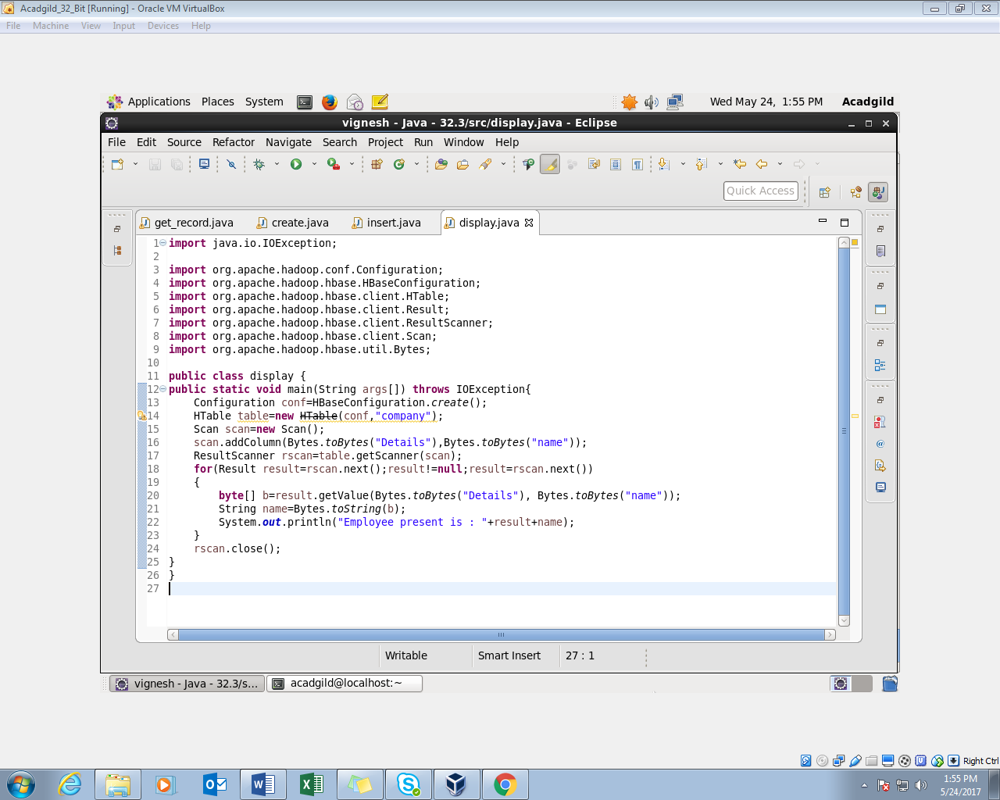 Acadgild_32_Bit [Running] - Oracle VM VirtualBox
File Machine View Input Devices Help
Applications Places System Wed May 24, 1:55 PM Acadgild
vignesh - Java - 32.3/src/display.java - Eclipse
File Edit Source Refactor Navigate Search Project Run Window Help
Quick Access
get_record.java create.java insert.java display.java
1 import java.io.IOException;
2
3 import org.apache.hadoop.conf.Configuration;
4 import org.apache.hadoop.hbase.HBaseConfiguration;
5 import org.apache.hadoop.hbase.client.HTable;
6 import org.apache.hadoop.hbase.client.Result;
7 import org.apache.hadoop.hbase.client.ResultScanner;
8 import org.apache.hadoop.hbase.client.Scan;
9 import org.apache.hadoop.hbase.util.Bytes;
10
11 public class display {
12 public static void main(String args[]) throws IOException{
13 Configuration conf=HBaseConfiguration.create();
14 HTable table=new HTable(conf,"company");
15 Scan scan=new Scan();
16 scan.addColumn(Bytes.toBytes("Details"),Bytes.toBytes("name"));
17 ResultScanner rscan=table.getScanner(scan);
18 for(Result result=rscan.next();result!=null;result=rscan.next())
19 {
20 byte[] b=result.getValue(Bytes.toBytes("Details"), Bytes.toBytes("name"));
21 String name=Bytes.toString(b);
22 System.out.println("Employee present is : "+result+name);
23 }
24 rscan.close();
25 }
26 }
27
Writable Smart Insert 27 : 1
vignesh - Java - 32.3/s... acadgild@localhost:~
Right Ctrl
1:55 PM
5/24/2017